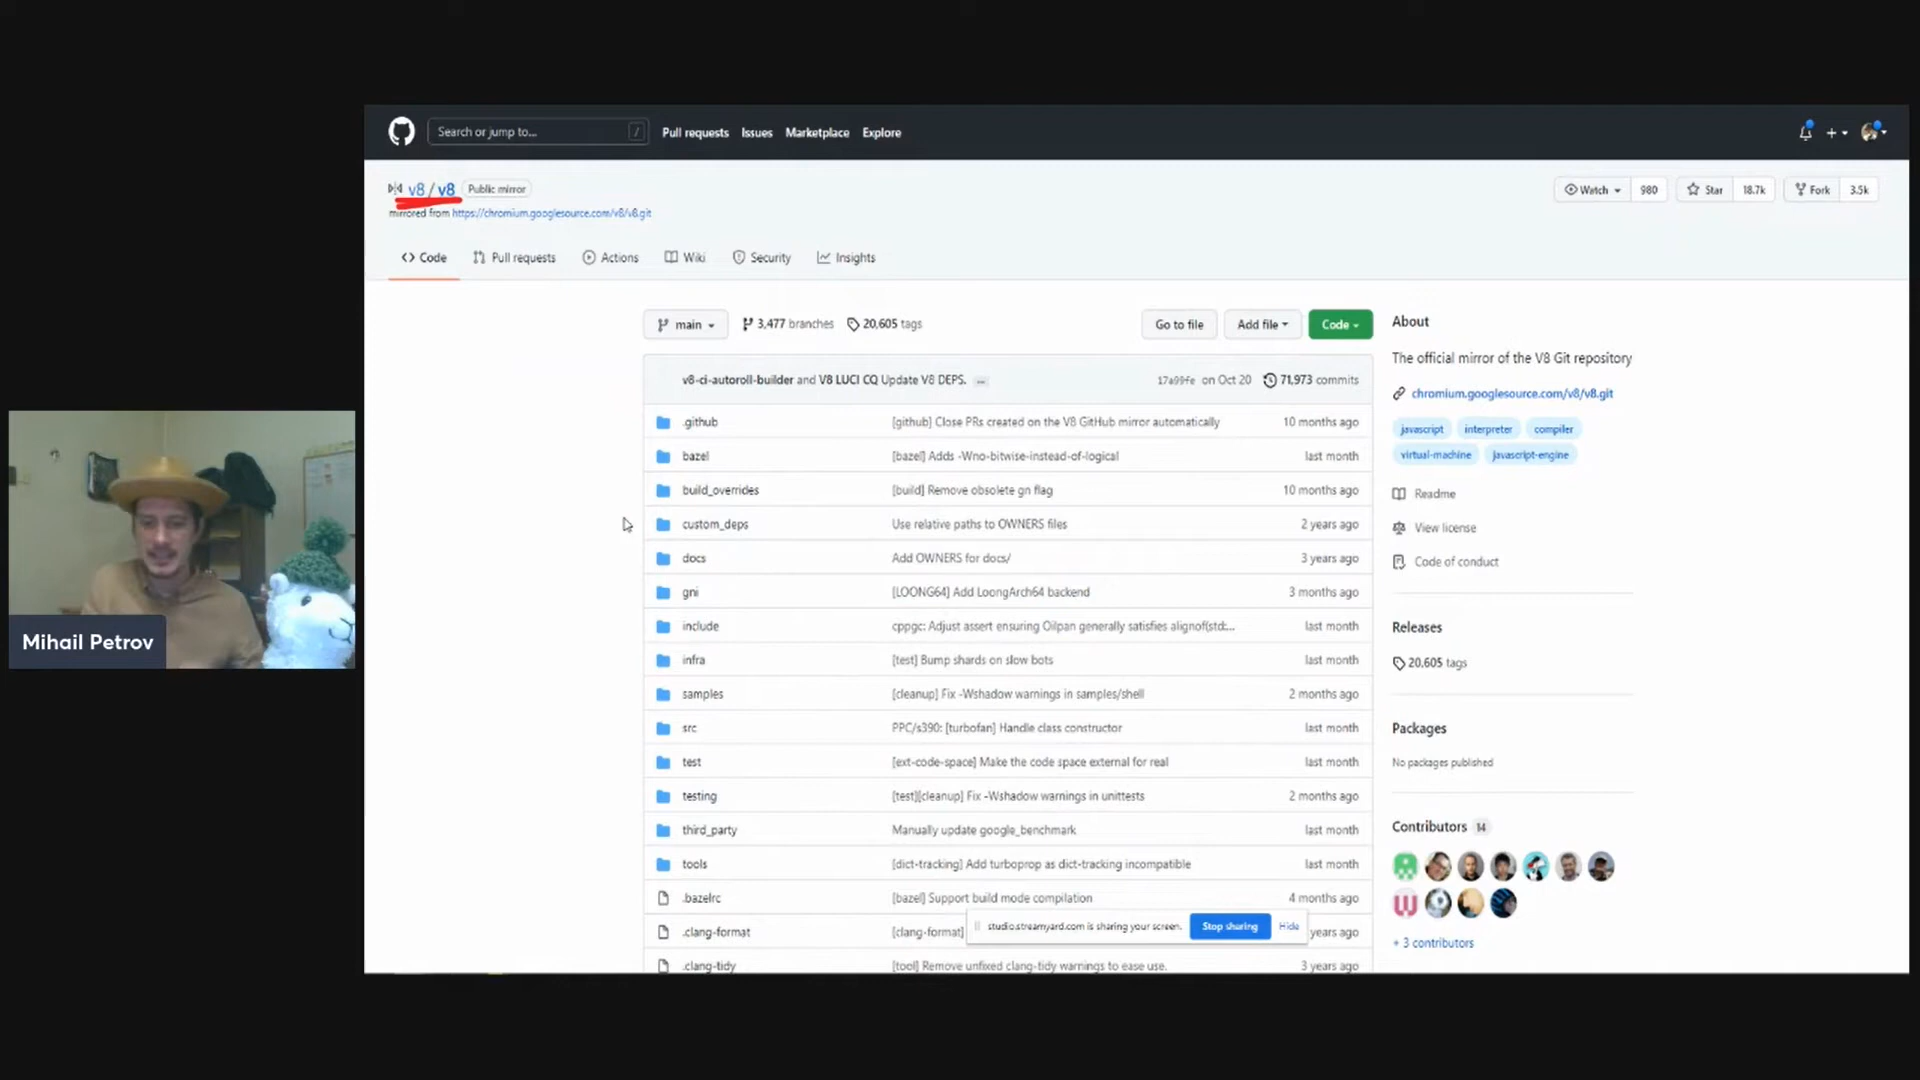 Search or jump to... /
Pull requests Issues Marketplace Explore
v8 / v8 Public mirror
Watch 980 Star 18.7k Fork 3.5k
mirrored from https://chromium.googlesource.com/v8/v8.git
Code Pull requests Actions Wiki Security Insights
main 3,477 branches 20,605 tags
Go to file Add file Code
v8-ci-autoroll-builder and V8 LUCI CQ Update V8 DEPS. ... 17a99fe on Oct 20 71,973 commits
.github [github] Close PRs created on the V8 GitHub mirror automatically 10 months ago
bazel [bazel] Adds -Wno-bitwise-instead-of-logical last month
build_overrides [build] Remove obsolete gn flag 10 months ago
custom_deps Use relative paths to OWNERS files 2 years ago
docs Add OWNERS for docs/ 3 years ago
gni [LOONG64] Add LoongArch64 backend 3 months ago
include cppgc: Adjust assert ensuring Oilpan generally satisfies alignof(std:... last month
infra [test] Bump shards on slow bots last month
samples [cleanup] Fix -Wshadow warnings in samples/shell 2 months ago
src PPC/s390: [turbofan] Handle class constructor last month
test [ext-code-space] Make the code space external for real last month
testing [test][cleanup] Fix -Wshadow warnings in unittests 2 months ago
third_party Manually update google_benchmark last month
tools [dict-tracking] Add turboprop as dict-tracking incompatible last month
.bazelrc [bazel] Support build mode compilation 4 months ago
.clang-format [clang-format] years ago
.clang-tidy [tool] Remove unfixed clang-tidy warnings to ease use. 3 years ago
studio.streamyard.com is sharing your screen. Stop sharing Hide
About
The official mirror of the V8 Git repository
chromium.googlesource.com/v8/v8.git
javascript interpreter compiler
virtual-machine javascript-engine
Readme
View license
Code of conduct
Releases
20,605 tags
Packages
No packages published
Contributors 14
+ 3 contributors
Mihail Petrov